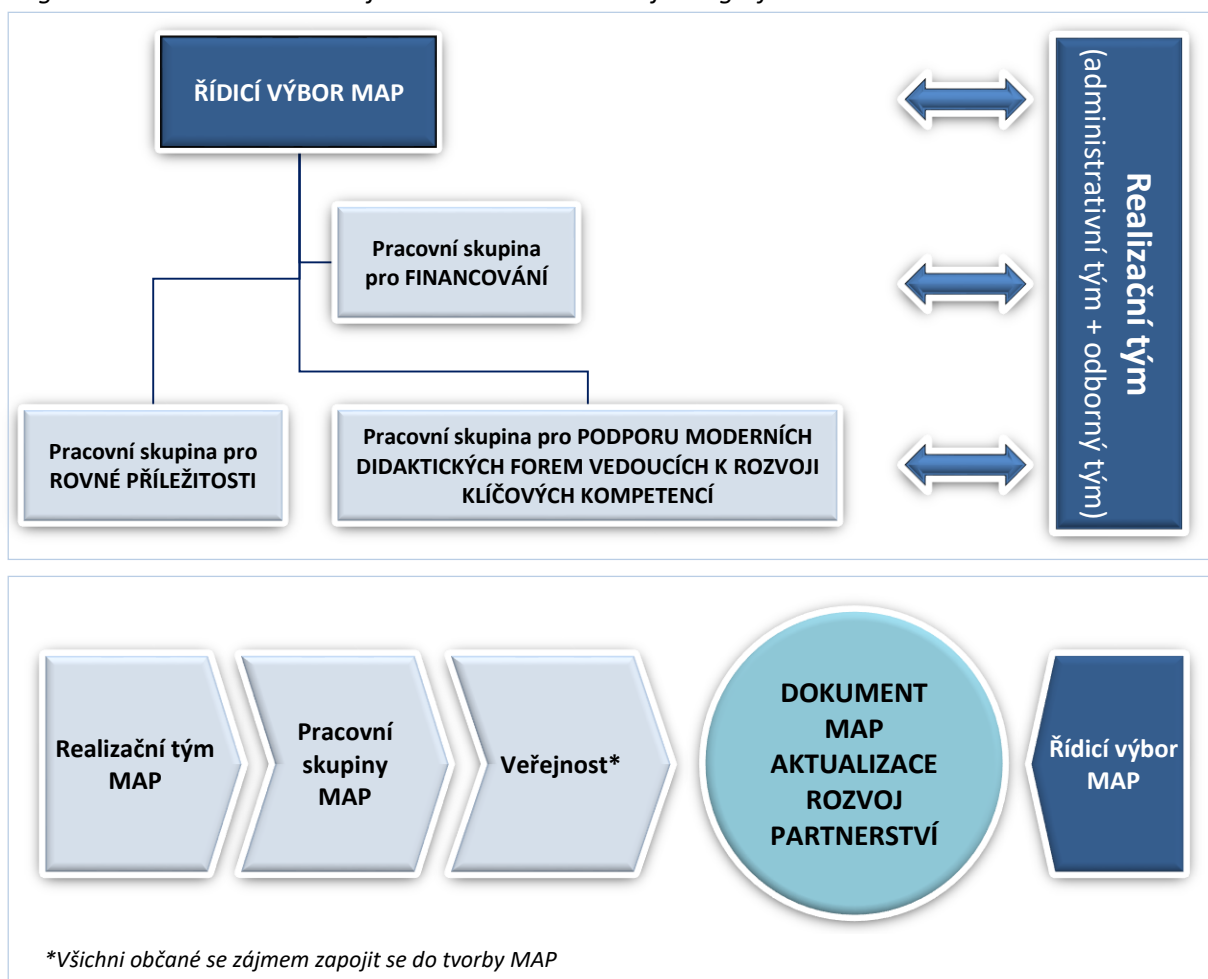 ŘÍDICÍ VÝBOR MAP
Pracovní skupina
pro FINANCOVÁNÍ
Pracovní skupina pro
ROVNÉ PŘÍLEŽITOSTI
Pracovní skupina pro PODPORU MODERNÍCH
DIDAKTICKÝCH FOREM VEDOUCÍCH K ROZVOJI
KLÍČOVÝCH KOMPETENCÍ
Realizační tým
(administrativní tým + odborný tým)
Realizační tým
MAP
Pracovní
skupiny
MAP
Veřejnost*
DOKUMENT
MAP
AKTUALIZACE
ROZVOJ
PARTNERSTVÍ
Řídicí výbor
MAP
*Všichni občané se zájmem zapojit se do tvorby MAP